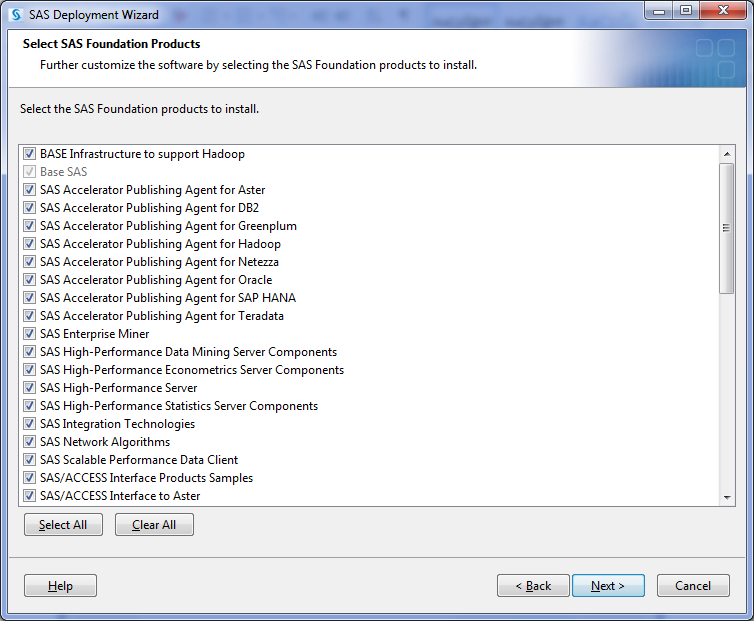 SAS Deployment Wizard
Select SAS Foundation Products
Further customize the software by selecting the SAS Foundation products to install.
Select the SAS Foundation products to install.
BASE Infrastructure to support Hadoop
Base SAS
SAS Accelerator Publishing Agent for Aster
SAS Accelerator Publishing Agent for DB2
SAS Accelerator Publishing Agent for Greenplum
SAS Accelerator Publishing Agent for Hadoop
SAS Accelerator Publishing Agent for Netezza
SAS Accelerator Publishing Agent for Oracle
SAS Accelerator Publishing Agent for SAP HANA
SAS Accelerator Publishing Agent for Teradata
SAS Enterprise Miner
SAS High-Performance Data Mining Server Components
SAS High-Performance Econometrics Server Components
SAS High-Performance Server
SAS High-Performance Statistics Server Components
SAS Integration Technologies
SAS Network Algorithms
SAS Scalable Performance Data Client
SAS/ACCESS Interface Products Samples
SAS/ACCESS Interface to Aster
Select All Clear All
Help < Back Next > Cancel